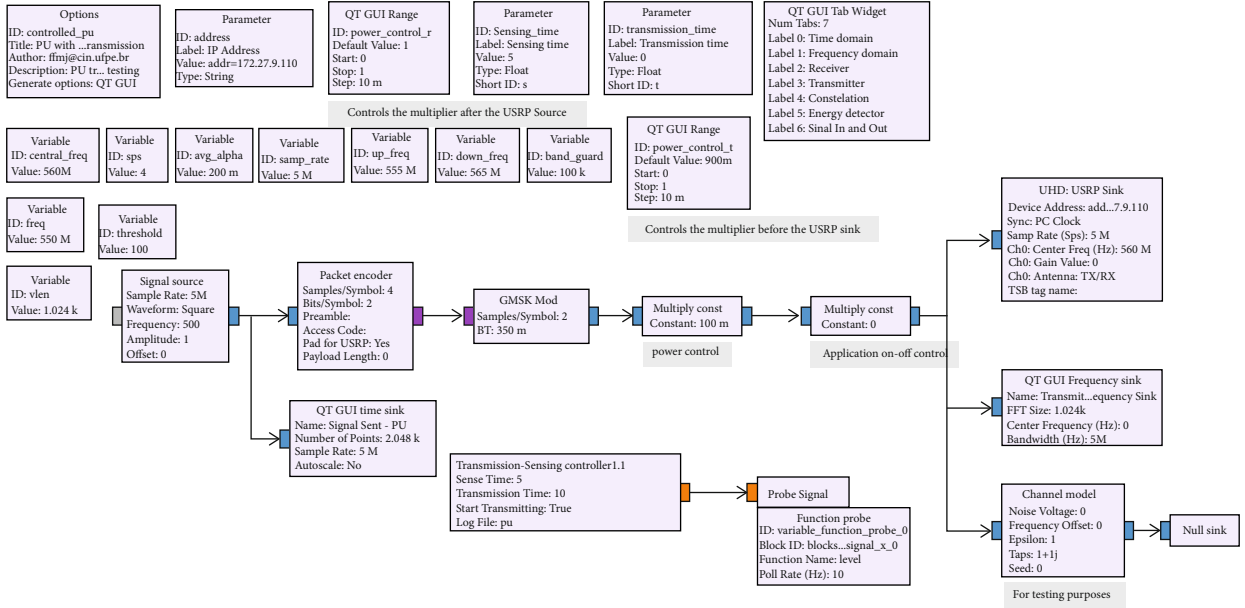 Options
ID: controlled_pu
Title: PU with ...ransmission
Author: ffmj@cin.ufpe.br
Description: PU tr... testing
Generate options: QT GUI
Parameter
ID: address
Label: IP Address
Value: addr=172.27.9.110
Type: String
QT GUI Range
ID: power_control_r
Default Value: 1
Start: 0
Stop: 1
Step: 10 m
Parameter
ID: Sensing_time
Label: Sensing time
Value: 5
Type: Float
Short ID: s
Parameter
ID: transmission_time
Label: Transmission time
Value: 0
Type: Float
Short ID: t
QT GUI Tab Widget
Num Tabs: 7
Label 0: Time domain
Label 1: Frequency domain
Label 2: Receiver
Label 3: Transmitter
Label 4: Constelation
Label 5: Energy detector
Label 6: Sinal In and Out
Controls the multiplier after the USRP Source
Variable
ID: central_freq
Value: 560M
Variable
ID: sps
Value: 4
Variable
ID: avg_alpha
Value: 200 m
Variable
ID: samp_rate
Value: 5 M
Variable
ID: up_freq
Value: 555 M
Variable
ID: down_freq
Value: 565 M
Variable
ID: band_guard
Value: 100 k
QT GUI Range
ID: power_control_t
Default Value: 900m
Start: 0
Stop: 1
Step: 10 m
Controls the multiplier before the USRP sink
Variable
ID: freq
Value: 550 M
Variable
ID: threshold
Value: 100
Variable
ID: vlen
Value: 1.024 k
Signal source
Sample Rate: 5M
Waveform: Square
Frequency: 500
Amplitude: 1
Offset: 0
Packet encoder
Samples/Symbol: 4
Bits/Symbol: 2
Preamble:
Access Code:
Pad for USRP: Yes
Payload Length: 0
GMSK Mod
Samples/Symbol: 2
BT: 350 m
Multiply const
Constant: 100 m
power control
Multiply const
Constant: 0
Application on-off control
UHD: USRP Sink
Device Address: add...7.9.110
Sync: PC Clock
Samp Rate (Sps): 5 M
Ch0: Center Freq (Hz): 560 M
Ch0: Gain Value: 0
Ch0: Antenna: TX/RX
TSB tag name:
QT GUI Frequency sink
Name: Transmit...equency Sink
FFT Size: 1.024k
Center Frequency (Hz): 0
Bandwidth (Hz): 5M
QT GUI time sink
Name: Signal Sent - PU
Number of Points: 2.048 k
Sample Rate: 5 M
Autoscale: No
Transmission-Sensing controller1.1
Sense Time: 5
Transmission Time: 10
Start Transmitting: True
Log File: pu
Probe Signal
Function probe
ID: variable_function_probe_0
Block ID: blocks...signal_x_0
Function Name: level
Poll Rate (Hz): 10
Channel model
Noise Voltage: 0
Frequency Offset: 0
Epsilon: 1
Taps: 1+1j
Seed: 0
Null sink
For testing purposes